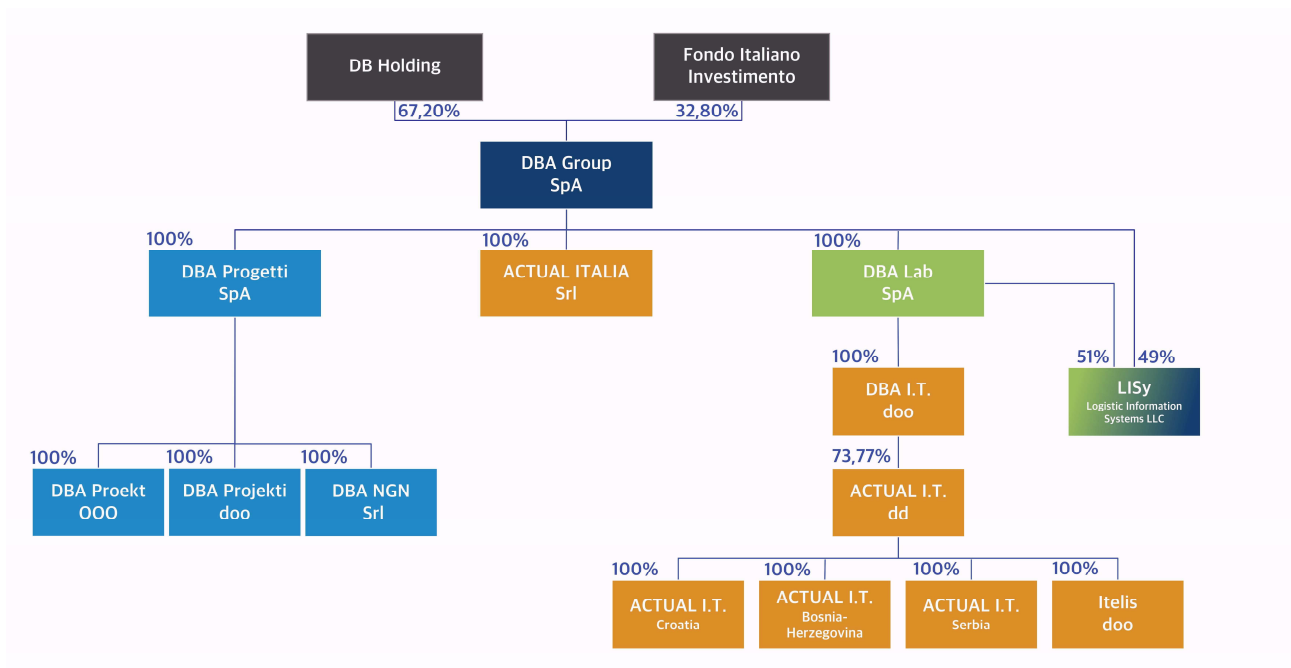 DB Holding
Fondo Italiano
Investimento
67,20%
32,80%
DBA Group
SpA
100%
DBA Progetti
SpA
100%
ACTUAL ITALIA
Srl
100%
DBA Lab
SpA
100%
DBA I.T.
doo
51%
49%
LISy
Logistic Information
Systems LLC
100%
DBA Proekt
OOO
100%
DBA Projekti
doo
100%
DBA NGN
Srl
73,77%
ACTUAL I.T.
dd
100%
ACTUAL I.T.
Croatia
100%
ACTUAL I.T.
Bosnia-
Herzegovina
100%
ACTUAL I.T.
Serbia
100%
Itelis
doo